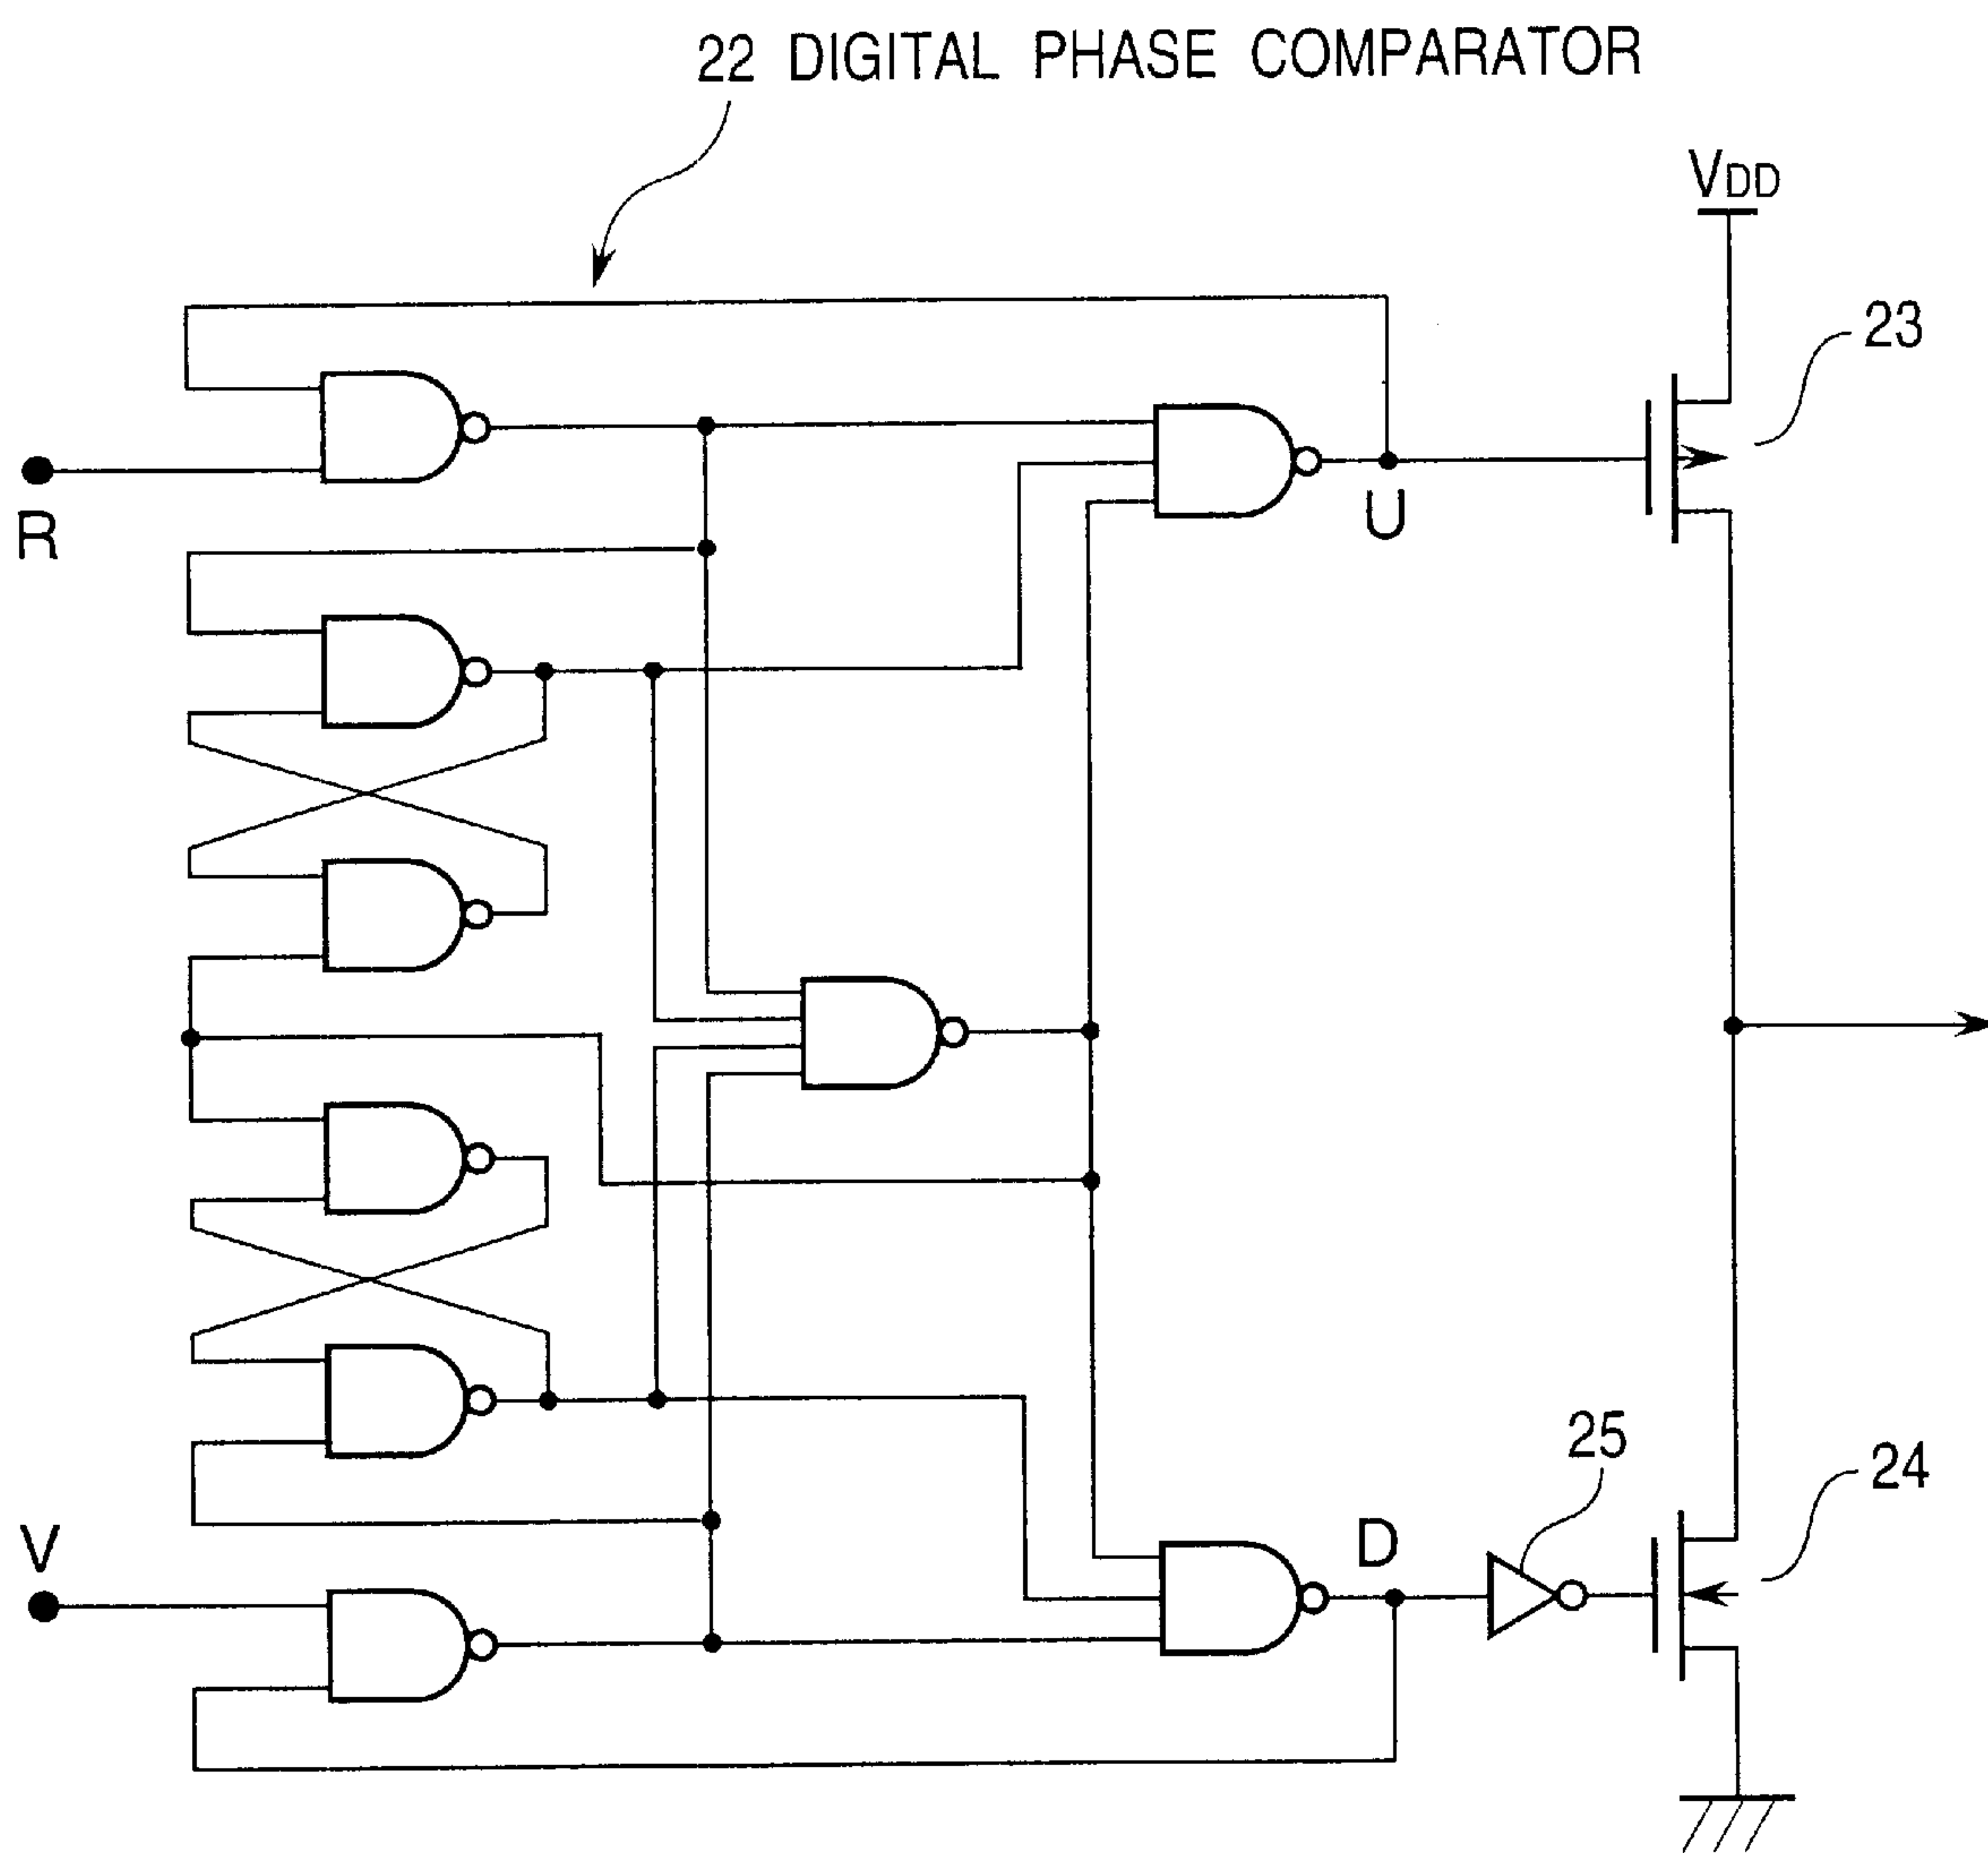 22 DIGITAL PHASE COMPARATOR
VDD
23
R
U
25
24
V
D